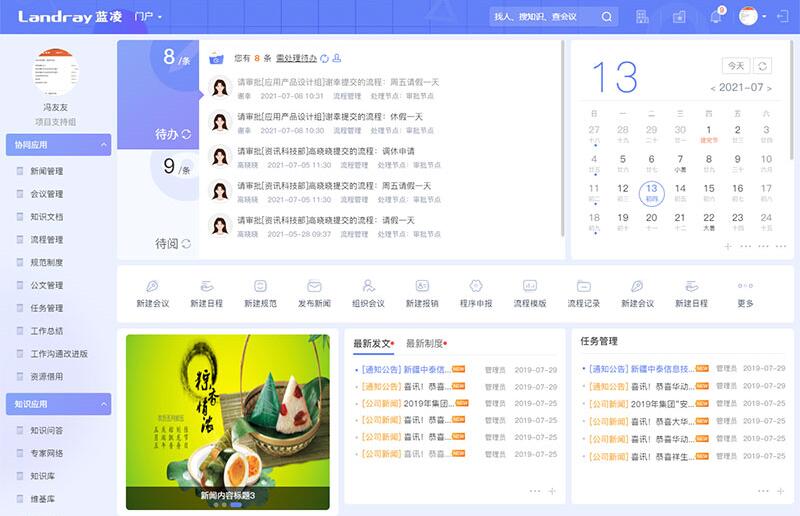 Landray 蓝凌 门户
找人、搜知识、查会议
冯友友
项目支持组
协同应用
新闻管理
会议管理
知识文档
流程管理
规范制度
公文管理
任务管理
工作总结
工作沟通改进版
资源借用
知识应用
知识问答
专家网络
知识库
维基库
8/条
待办
9/条
待阅
您有 8 条 需处理待办
请审批[应用产品设计组]谢幸提交的流程：周五请假一天
谢幸 2021-07-08 10:31 流程管理 处理节点：审批节点
请审批[应用产品设计组]谢幸提交的流程：休假一天
谢幸 2021-07-08 10:30 流程管理 处理节点：审批节点
请审批[资讯科技部]高晓晓提交的流程：调休申请
高晓晓 2021-07-05 11:30 流程管理 处理节点：审批节点
请审批[资讯科技部]高晓晓提交的流程：周五请假一天
高晓晓 2021-07-05 11:30 流程管理 处理节点：审批节点
请审批[资讯科技部]高晓晓提交的流程：请假一天
高晓晓 2021-05-28 09:37 流程管理 处理节点：审批节点
13
今天
< 2021-07 >
日 一 二 三 四 五 六
27 28 29 30 1 2 3
十八 十九 二十 廿一 建党节 廿三 廿四
4 5 6 7 8 9 10
廿五 廿六 廿七 小暑 廿九 三十 初一
11 12 13 14 15 16 17
初二 初三 初四 初五 初六 初七 初八
18 19 20 21 22 23 24
初九 初十 十一 十二 大暑 十四 十五
新建会议 新建日程 新建规范 发布新闻 组织会议 新建报销 程序申报 流程模版 流程记录 新建会议 新建日程 更多
粽香情浓
新闻内容标题3
最新发文 最新制度
[通知公告] 新疆中泰信... NEW 管理员 2019-07-29
[通知公告] 喜讯！恭喜... NEW 管理员 2019-07-29
[公司新闻] 2019年集团... NEW 管理员 2019-07-25
[公司新闻] 喜讯！恭喜... NEW 管理员 2019-07-25
[公司新闻] 喜讯！恭喜... NEW 管理员 2019-07-25
[公司新闻] 喜讯！恭喜... NEW 管理员 2019-07-25
任务管理
[通知公告] 新疆中泰信息技... NEW 管理员 2019-07-29
[通知公告] 喜讯！恭喜华动... NEW 管理员 2019-07-29
[公司新闻] 2019年集团"安... NEW 管理员 2019-07-25
[公司新闻] 喜讯！恭喜大华... NEW 管理员 2019-07-25
[公司新闻] 喜讯！恭喜华动... NEW 管理员 2019-07-25
[公司新闻] 喜讯！恭喜祥生... NEW 管理员 2019-07-25